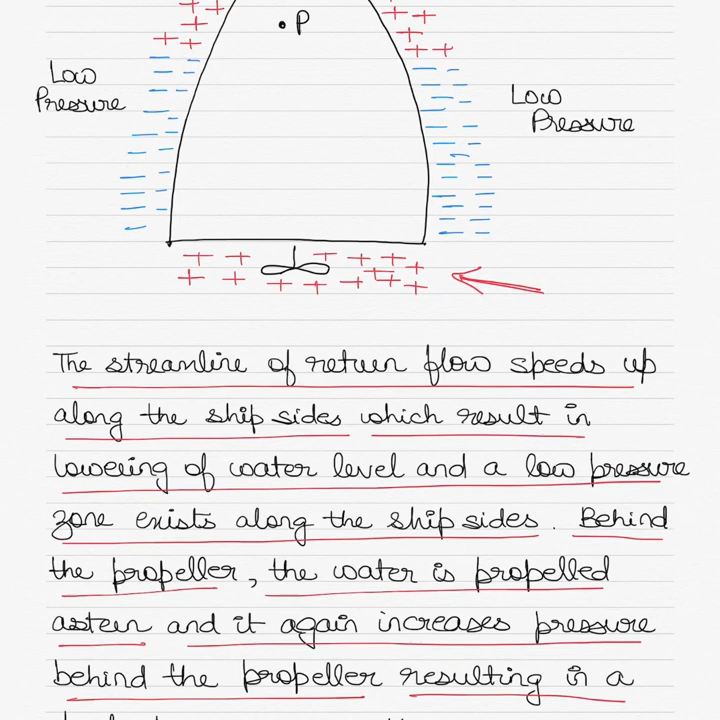 P
Low
Pressure
Low
Pressure
The streamline of return flow speeds up
along the ship sides which result in
lowering of water level and a low pressure
zone exists along the ship sides. Behind
the propeller, the water is propelled
astern and it again increases pressure
behind the propeller resulting in a